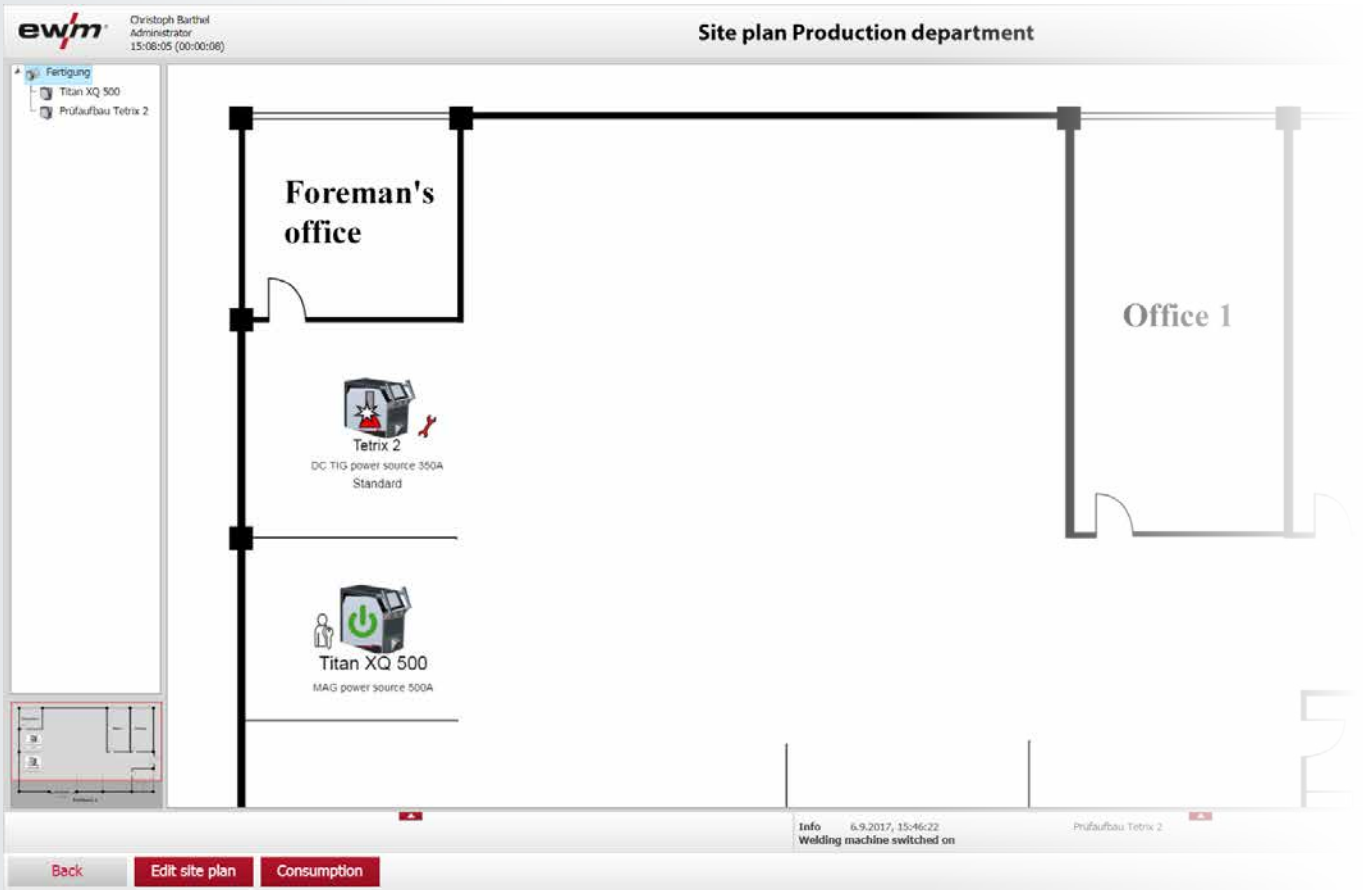 ewm
Christoph Barthel
Administrator
15:08:05 (00:00:08)
Site plan Production department
Fertigung
Titan XQ 500
Prüfaufbau Tetrix 2
Foreman's
office
Office 1
Tetrix 2
DC TIG power source 350A
Standard
Titan XQ 500
MAG power source 500A
Info 6.9.2017, 15:46:22 Prüfaufbau Tetrix 2
Welding machine switched on
Back Edit site plan Consumption